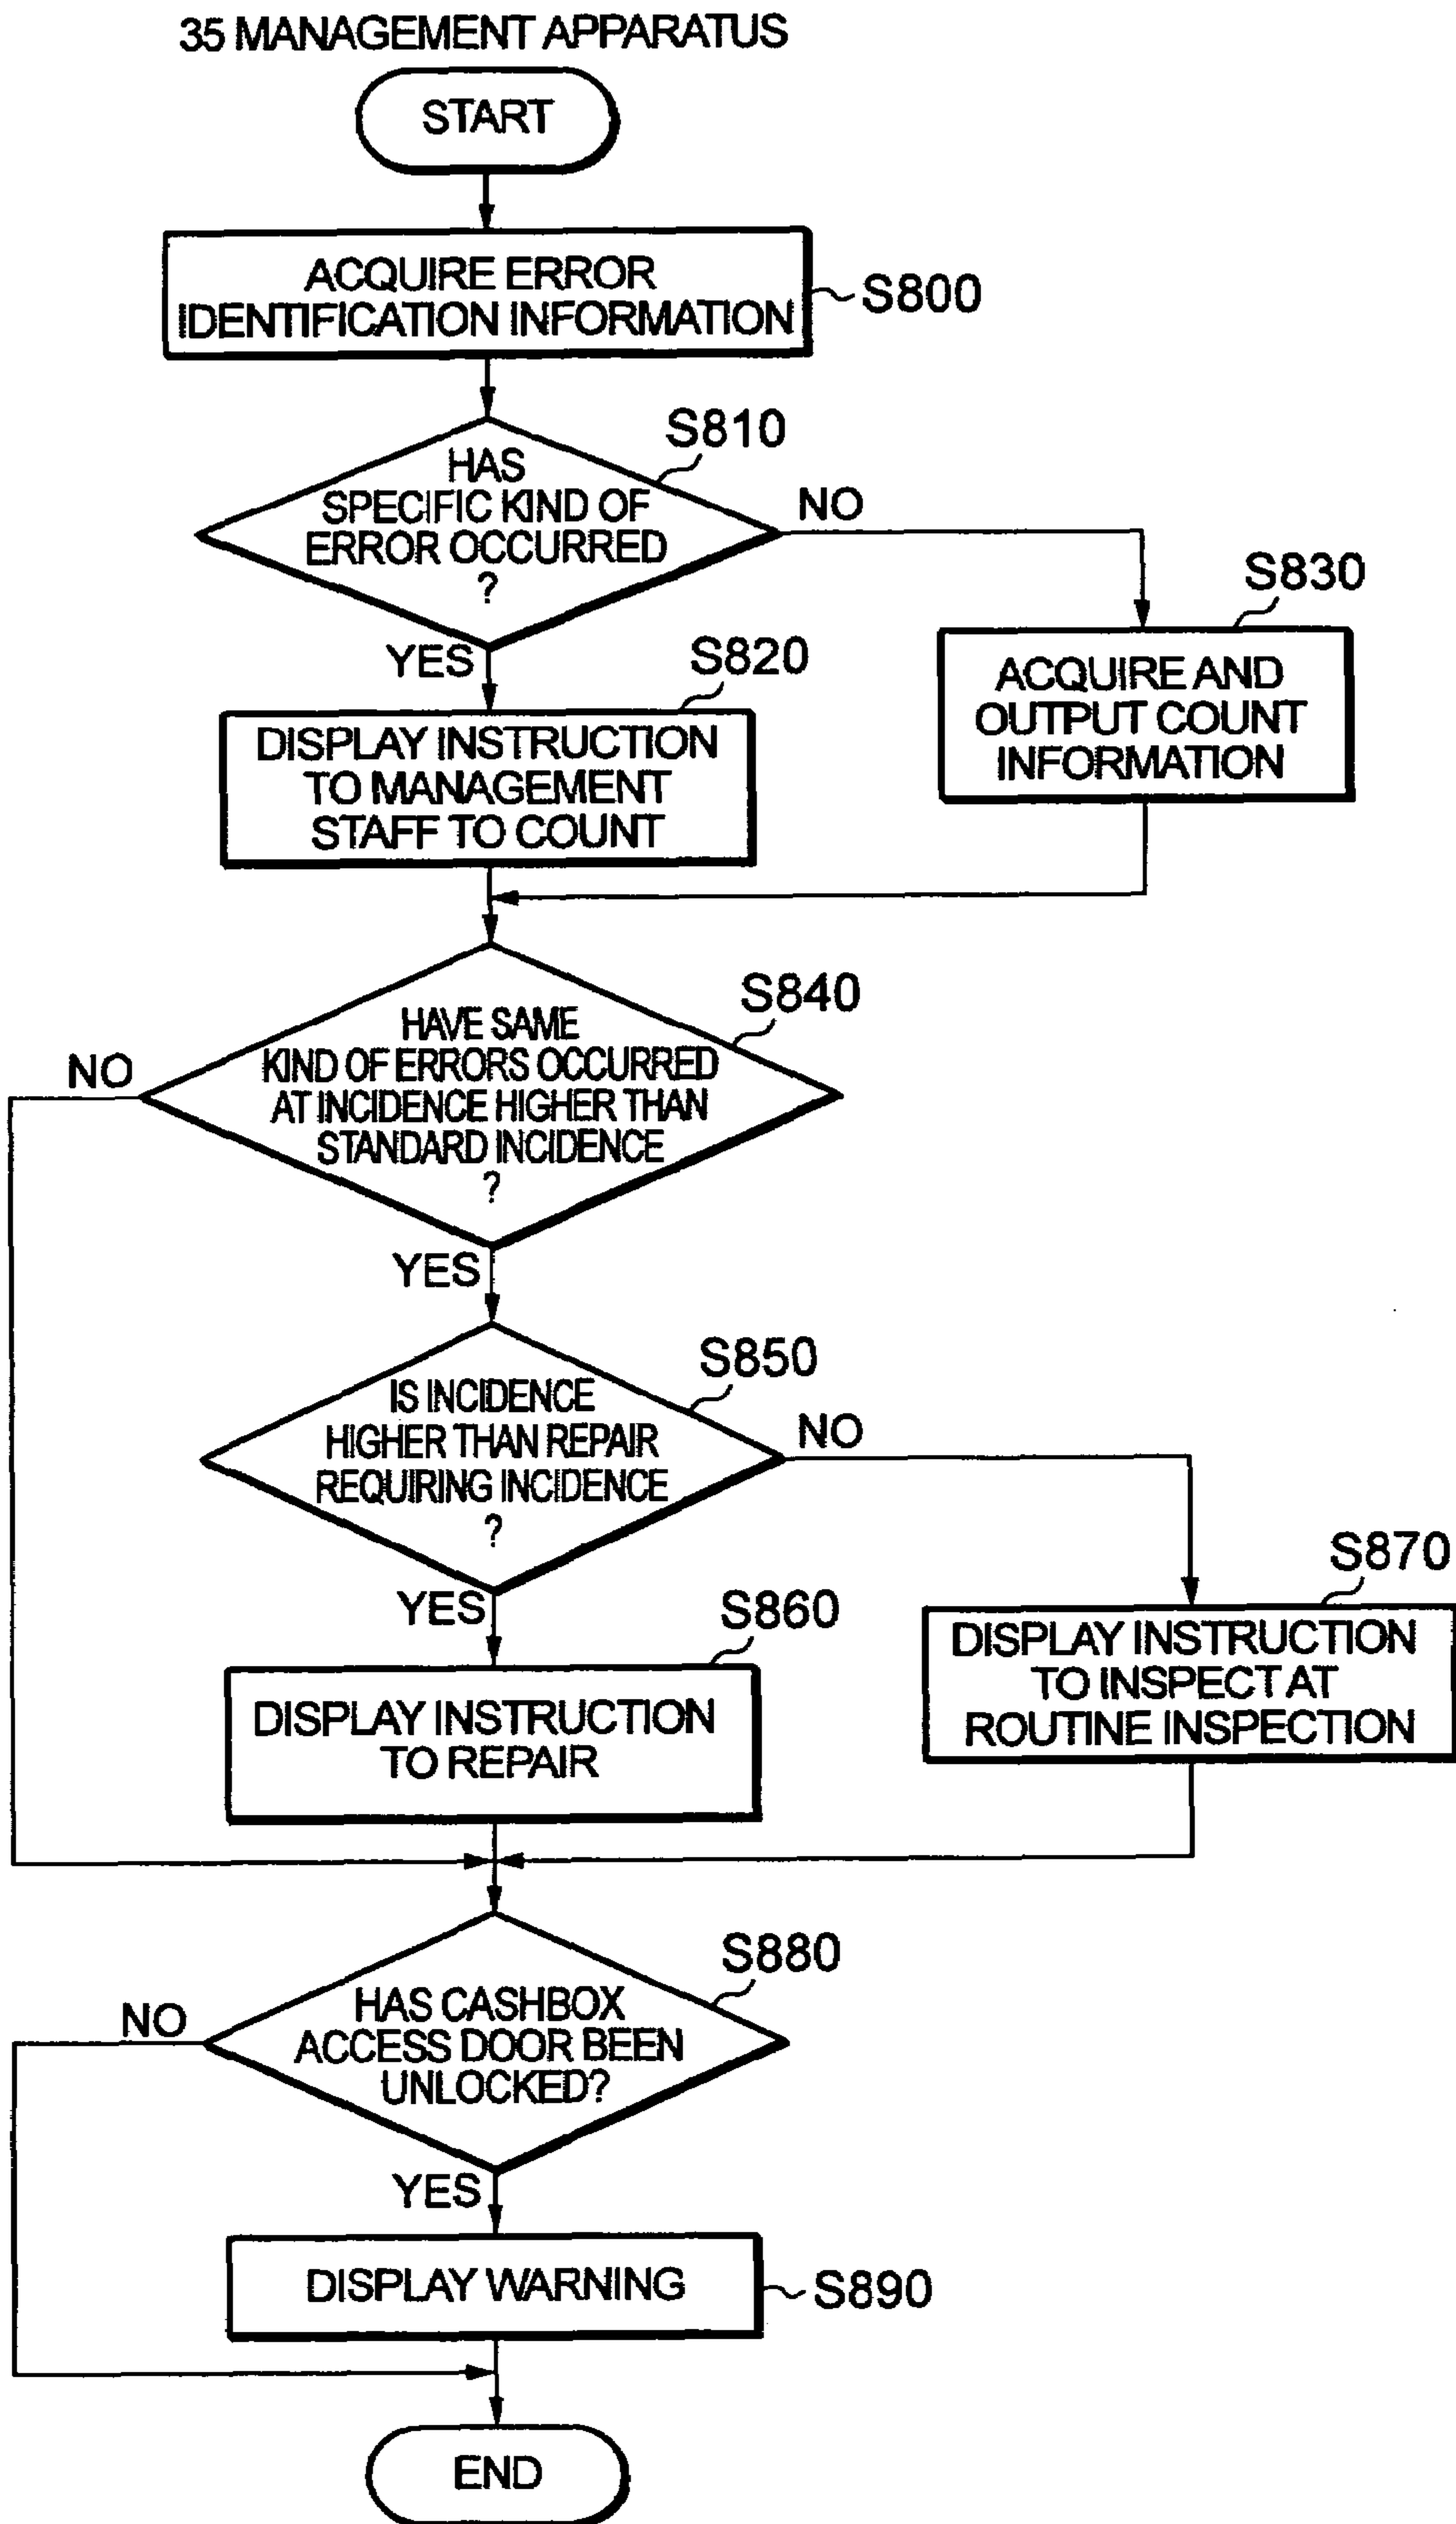 35 MANAGEMENT APPARATUS
START
ACQUIRE ERROR
IDENTIFICATION INFORMATION
S800
S810
HAS
SPECIFIC KIND OF
ERROR OCCURRED
?
NO
YES
S820
DISPLAY INSTRUCTION
TO MANAGEMENT
STAFF TO COUNT
S830
ACQUIRE AND
OUTPUT COUNT
INFORMATION
S840
HAVE SAME
KIND OF ERRORS OCCURRED
AT INCIDENCE HIGHER THAN
STANDARD INCIDENCE
?
NO
YES
S850
IS INCIDENCE
HIGHER THAN REPAIR
REQUIRING INCIDENCE
?
NO
YES
S860
DISPLAY INSTRUCTION
TO REPAIR
S870
DISPLAY INSTRUCTION
TO INSPECT AT
ROUTINE INSPECTION
S880
HAS CASHBOX
ACCESS DOOR BEEN
UNLOCKED?
NO
YES
DISPLAY WARNING
S890
END